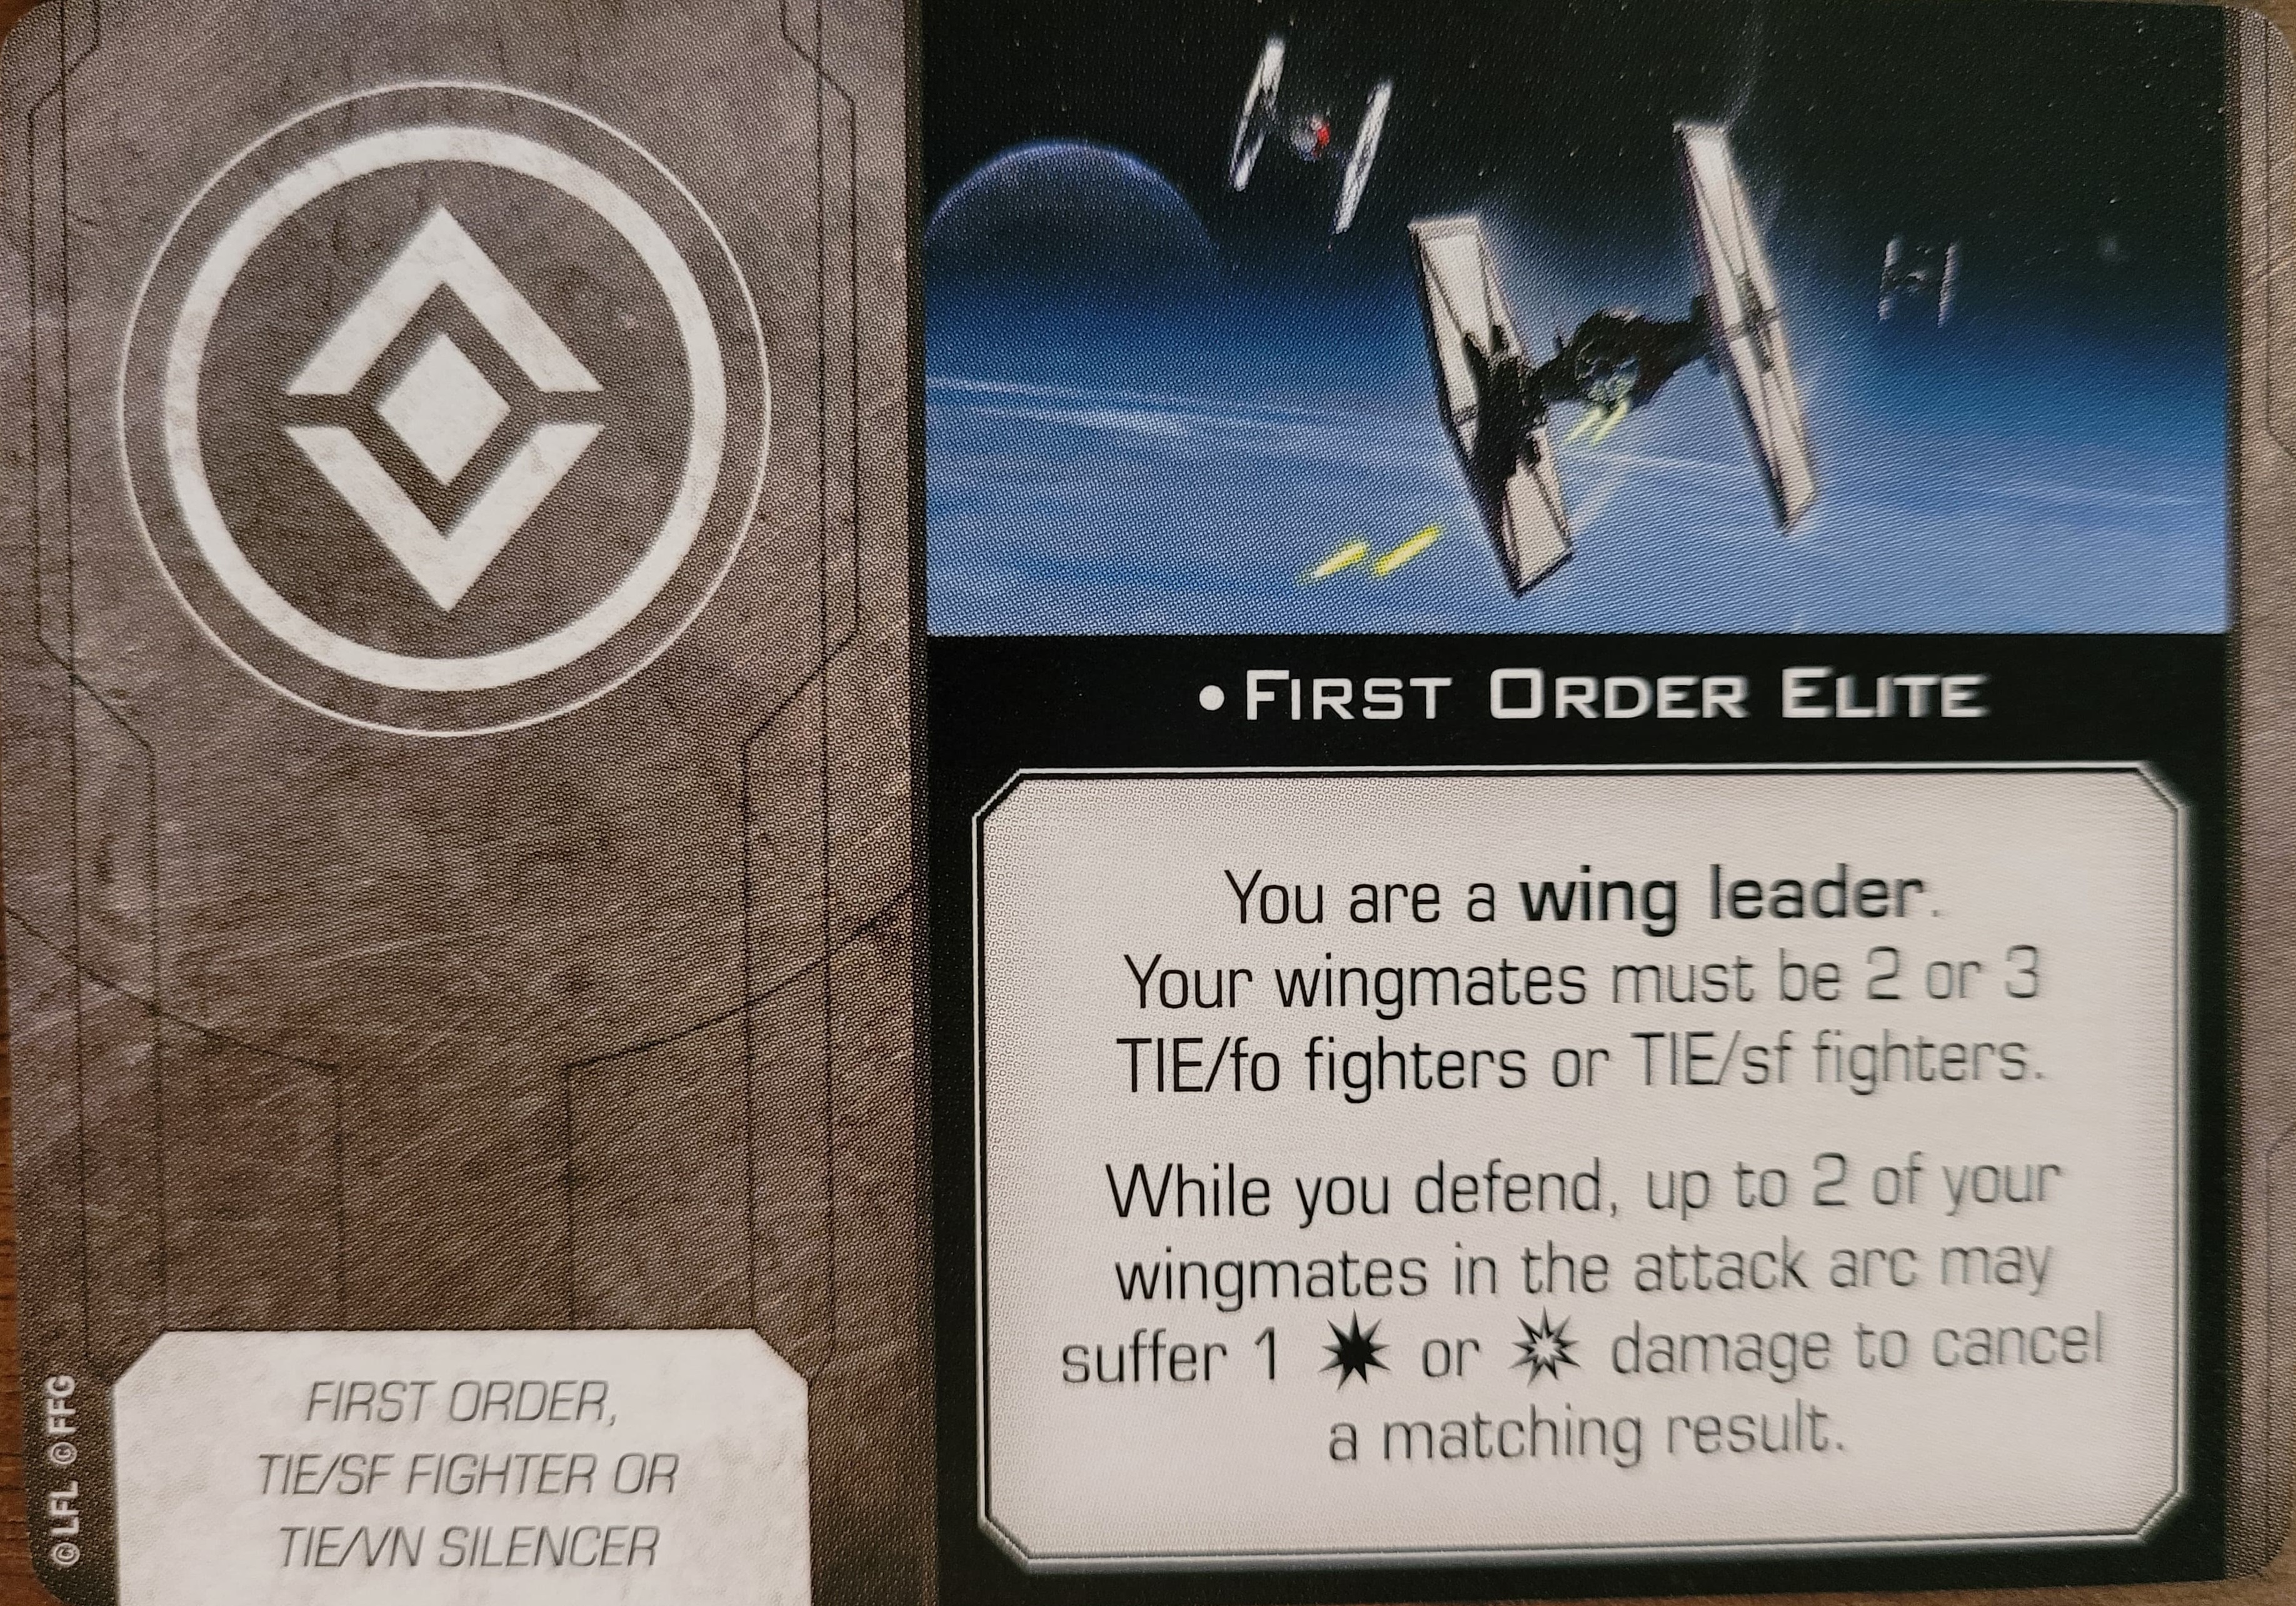 • FIRST ORDER ELITE
You are a wing leader.
Your wingmates must be 2 or 3
TIE/fo fighters or TIE/sf fighters.
While you defend, up to 2 of your
wingmates in the attack arc may
suffer 1 or damage to cancel
a matching result.
FIRST ORDER,
TIE/SF FIGHTER OR
TIE/VN SILENCER
© LFL © FFG